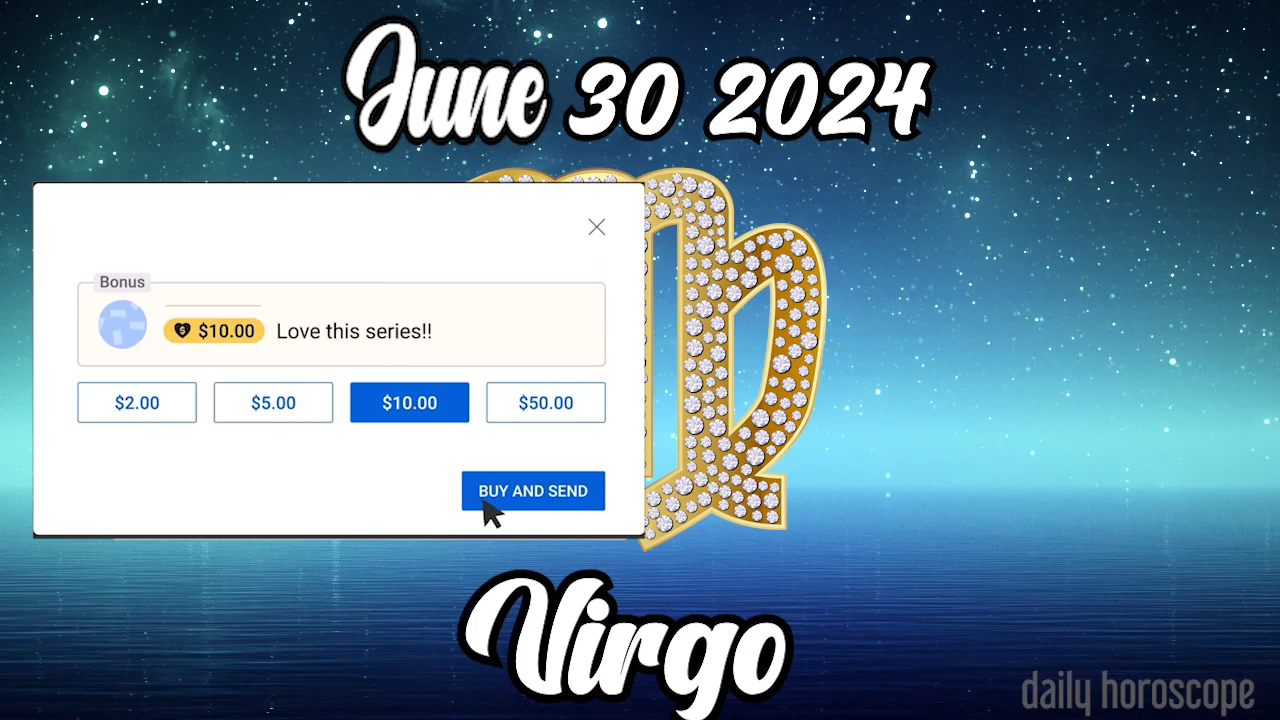 June 30 2024
Bonus
$10.00 Love this series!!
$2.00 $5.00 $10.00 $50.00
BUY AND SEND
Virgo
daily horoscope